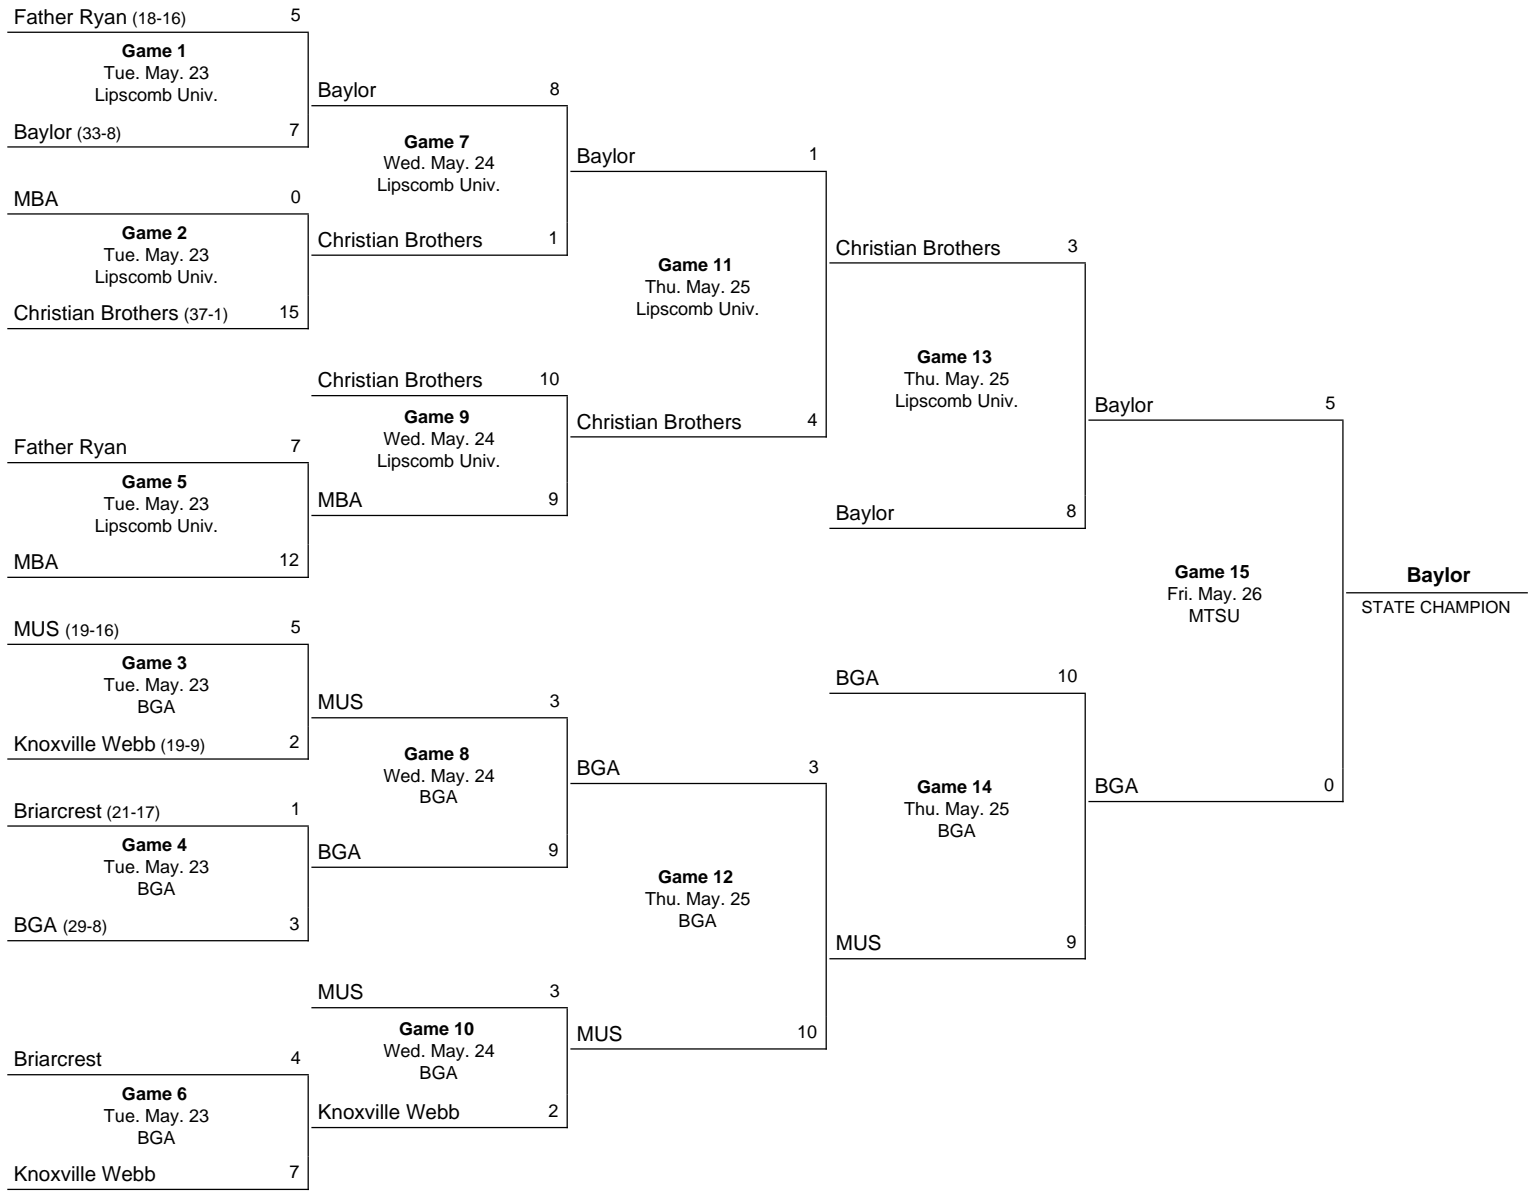 Father Ryan (18-16) 5
Game 1
Tue. May. 23
Lipscomb Univ.
Baylor (33-8) 7
MBA 0
Game 2
Tue. May. 23
Lipscomb Univ.
Christian Brothers (37-1) 15
Father Ryan 7
Game 5
Tue. May. 23
Lipscomb Univ.
MBA 12
MUS (19-16) 5
Game 3
Tue. May. 23
BGA
Knoxville Webb (19-9) 2
Briarcrest (21-17) 1
Game 4
Tue. May. 23
BGA
BGA (29-8) 3
Briarcrest 4
Game 6
Tue. May. 23
BGA
Knoxville Webb 7
Baylor 8
Game 7
Wed. May. 24
Lipscomb Univ.
Christian Brothers 1
Christian Brothers 10
Game 9
Wed. May. 24
Lipscomb Univ.
MBA 9
MUS 3
Game 8
Wed. May. 24
BGA
BGA 9
MUS 3
Game 10
Wed. May. 24
BGA
Knoxville Webb 2
Baylor 1
Game 11
Thu. May. 25
Lipscomb Univ.
Christian Brothers 4
BGA 3
Game 12
Thu. May. 25
BGA
MUS 10
Christian Brothers 3
Game 13
Thu. May. 25
Lipscomb Univ.
Baylor 8
BGA 10
Game 14
Thu. May. 25
BGA
MUS 9
Baylor 5
Game 15
Fri. May. 26
MTSU
BGA 0
Baylor
STATE CHAMPION